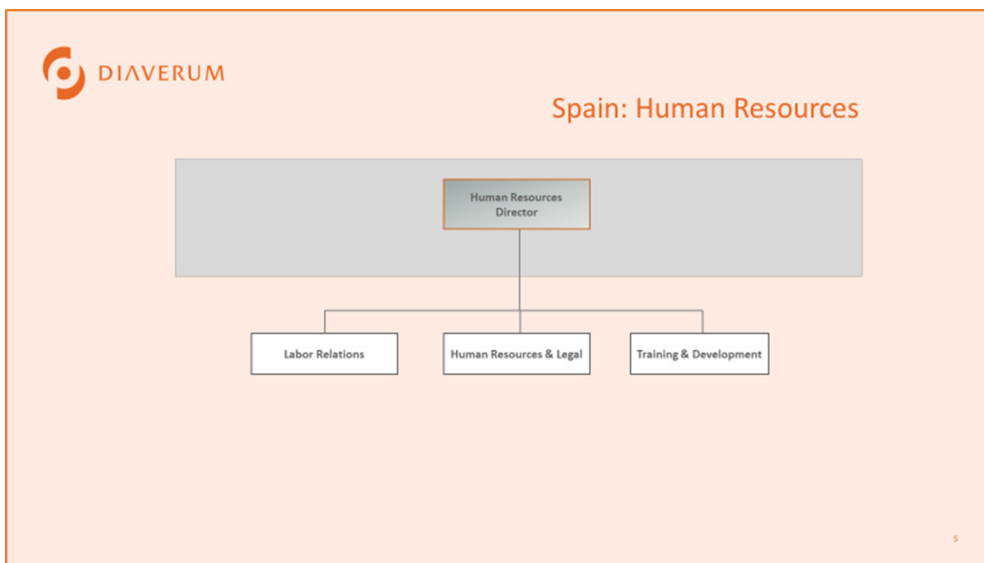 DIAVERUM
Spain: Human Resources
Human Resources
Director
Labor Relations
Human Resources & Legal
Training & Development
5